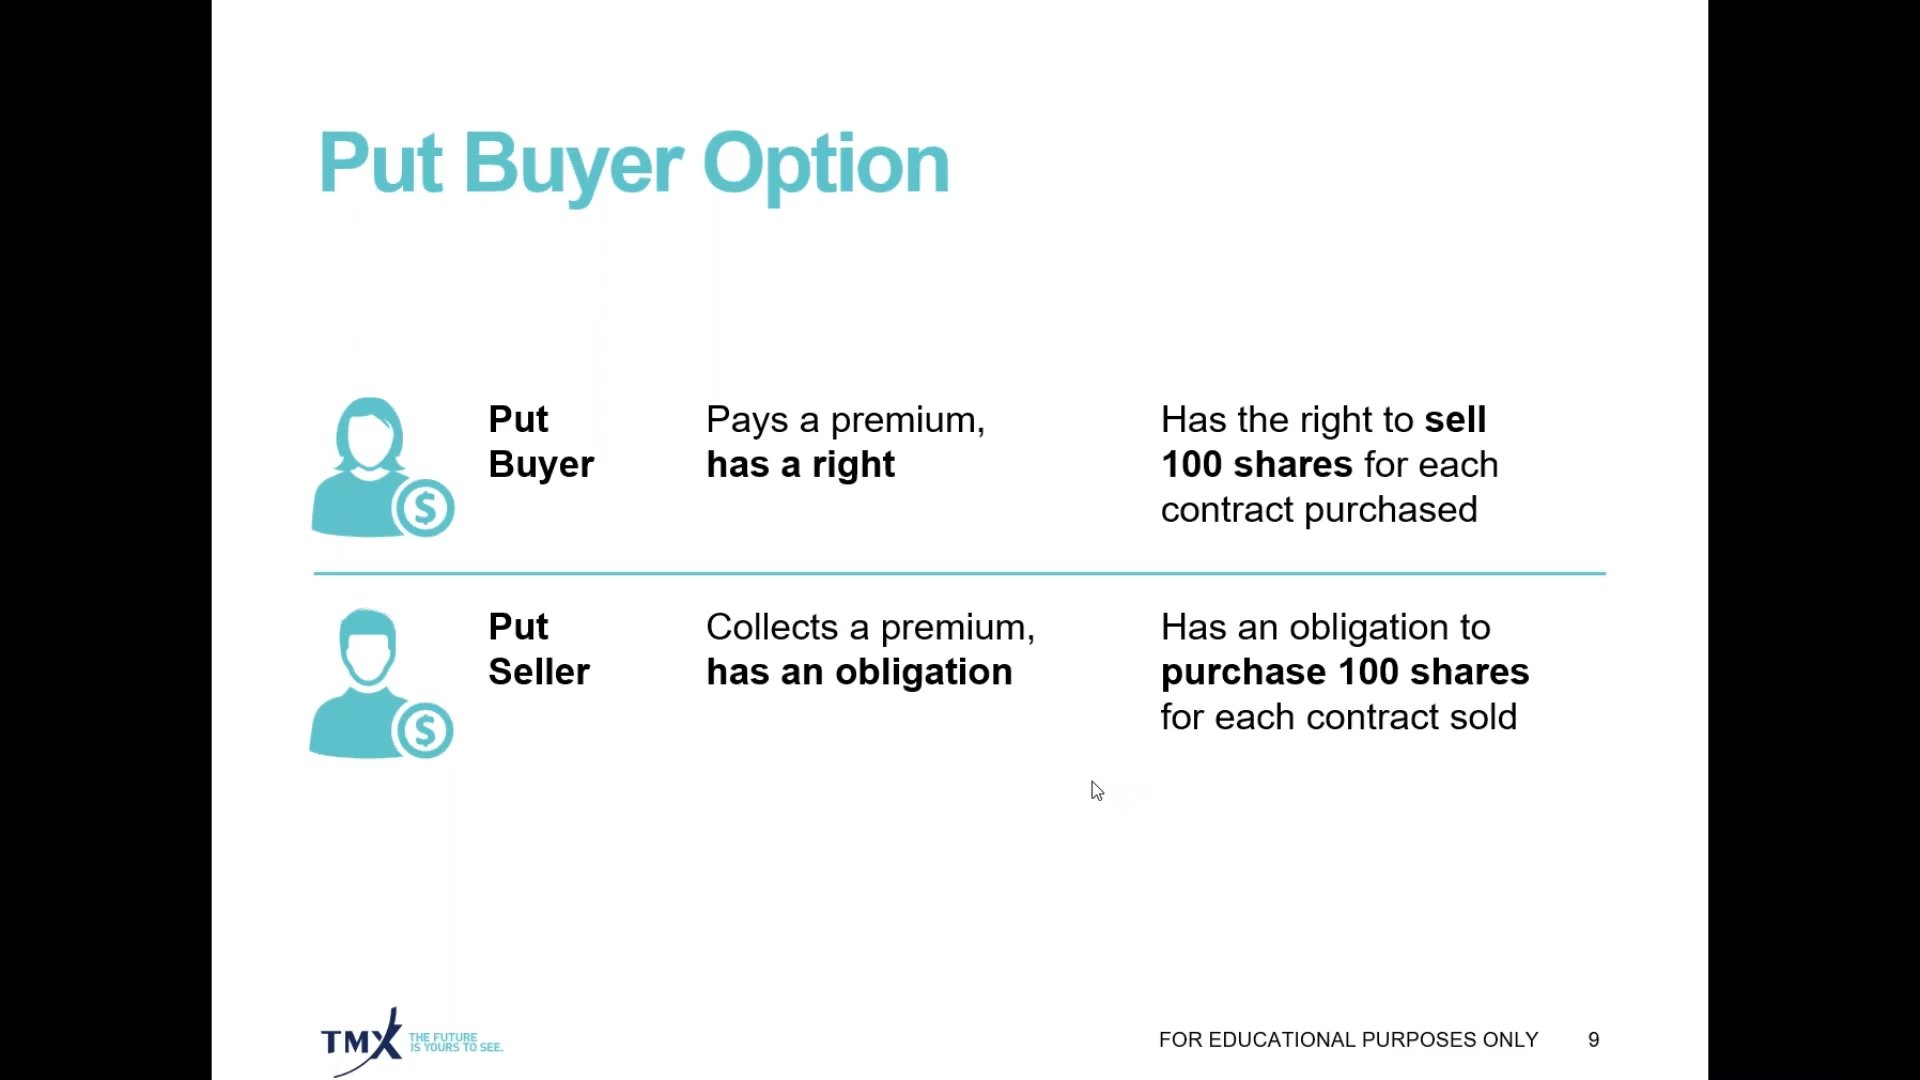 Put Buyer Option
Put
Buyer
Pays a premium,
has a right
Has the right to sell
100 shares for each
contract purchased
$
Put
Seller
Collects a premium,
has an obligation
Has an obligation to
purchase 100 shares
for each contract sold
$
TMX
THE FUTURE
IS YOURS TO SEE.
FOR EDUCATIONAL PURPOSES ONLY
9